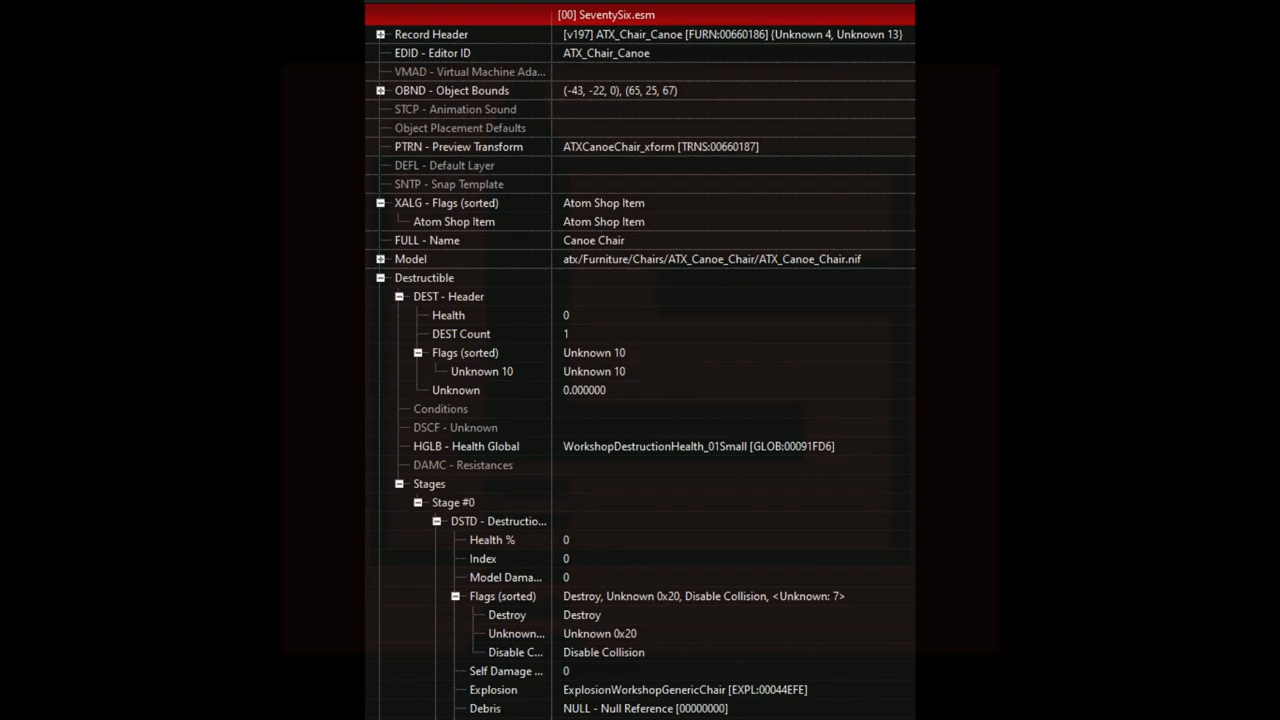 [00] SeventySix.esm
Record Header [v197] ATX_Chair_Canoe [FURN:00660186] {Unknown 4, Unknown 13}
EDID - Editor ID ATX_Chair_Canoe
VMAD - Virtual Machine Ada...
OBND - Object Bounds (-43, -22, 0), (65, 25, 67)
STCP - Animation Sound
Object Placement Defaults
PTRN - Preview Transform ATXCanoeChair_xform [TRNS:00660187]
DEFL - Default Layer
SNTP - Snap Template
XALG - Flags (sorted) Atom Shop Item
Atom Shop Item Atom Shop Item
FULL - Name Canoe Chair
Model atx/Furniture/Chairs/ATX_Canoe_Chair/ATX_Canoe_Chair.nif
Destructible
DEST - Header
Health 0
DEST Count 1
Flags (sorted) Unknown 10
Unknown 10 Unknown 10
Unknown 0.000000
Conditions
DSCF - Unknown
HGLB - Health Global WorkshopDestructionHealth_01Small [GLOB:00091FD6]
DAMC - Resistances
Stages
Stage #0
DSTD - Destructio...
Health % 0
Index 0
Model Dama... 0
Flags (sorted) Destroy, Unknown 0x20, Disable Collision, <Unknown: 7>
Destroy Destroy
Unknown... Unknown 0x20
Disable C... Disable Collision
Self Damage ... 0
Explosion ExplosionWorkshopGenericChair [EXPL:00044EFE]
Debris NULL - Null Reference [00000000]